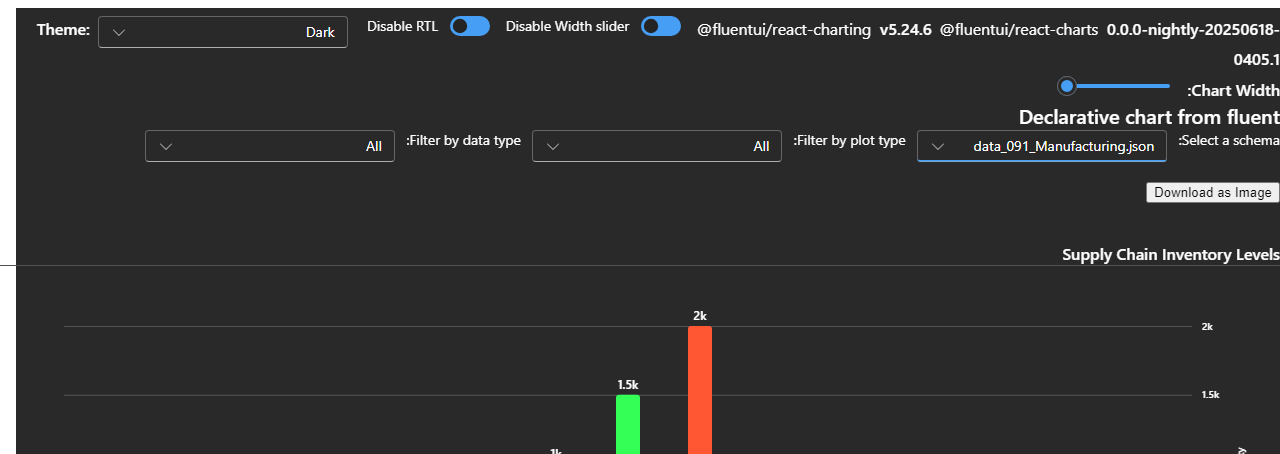 Theme: Dark Disable RTL Disable Width slider @fluentui/react-charting v5.24.6 @fluentui/react-charts 0.0.0-nightly-20250618-
0405.1
:Chart Width
Declarative chart from fluent
:Select a schema data_091_Manufacturing.json :Filter by plot type All :Filter by data type All
Download as Image
Supply Chain Inventory Levels
2k
2k
1.5k
1.5k
1k